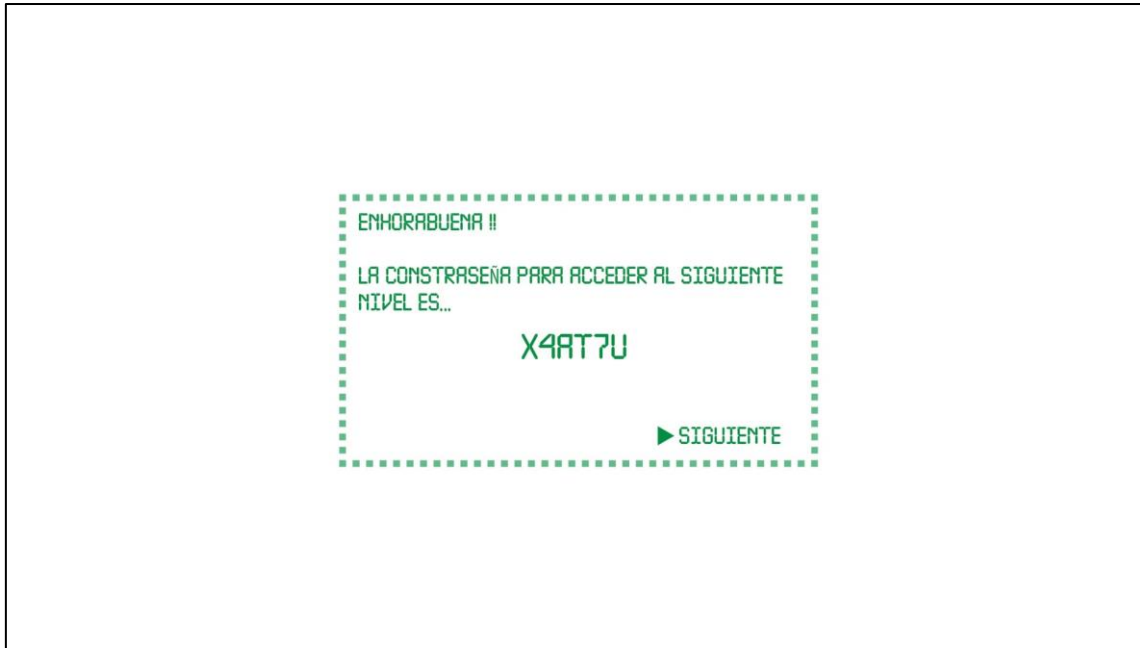 ENHORABUENA !!
LA CONSTRASEÑA PARA ACCEDER AL SIGUIENTE
NIVEL ES...
X4AT7U
▶ SIGUIENTE